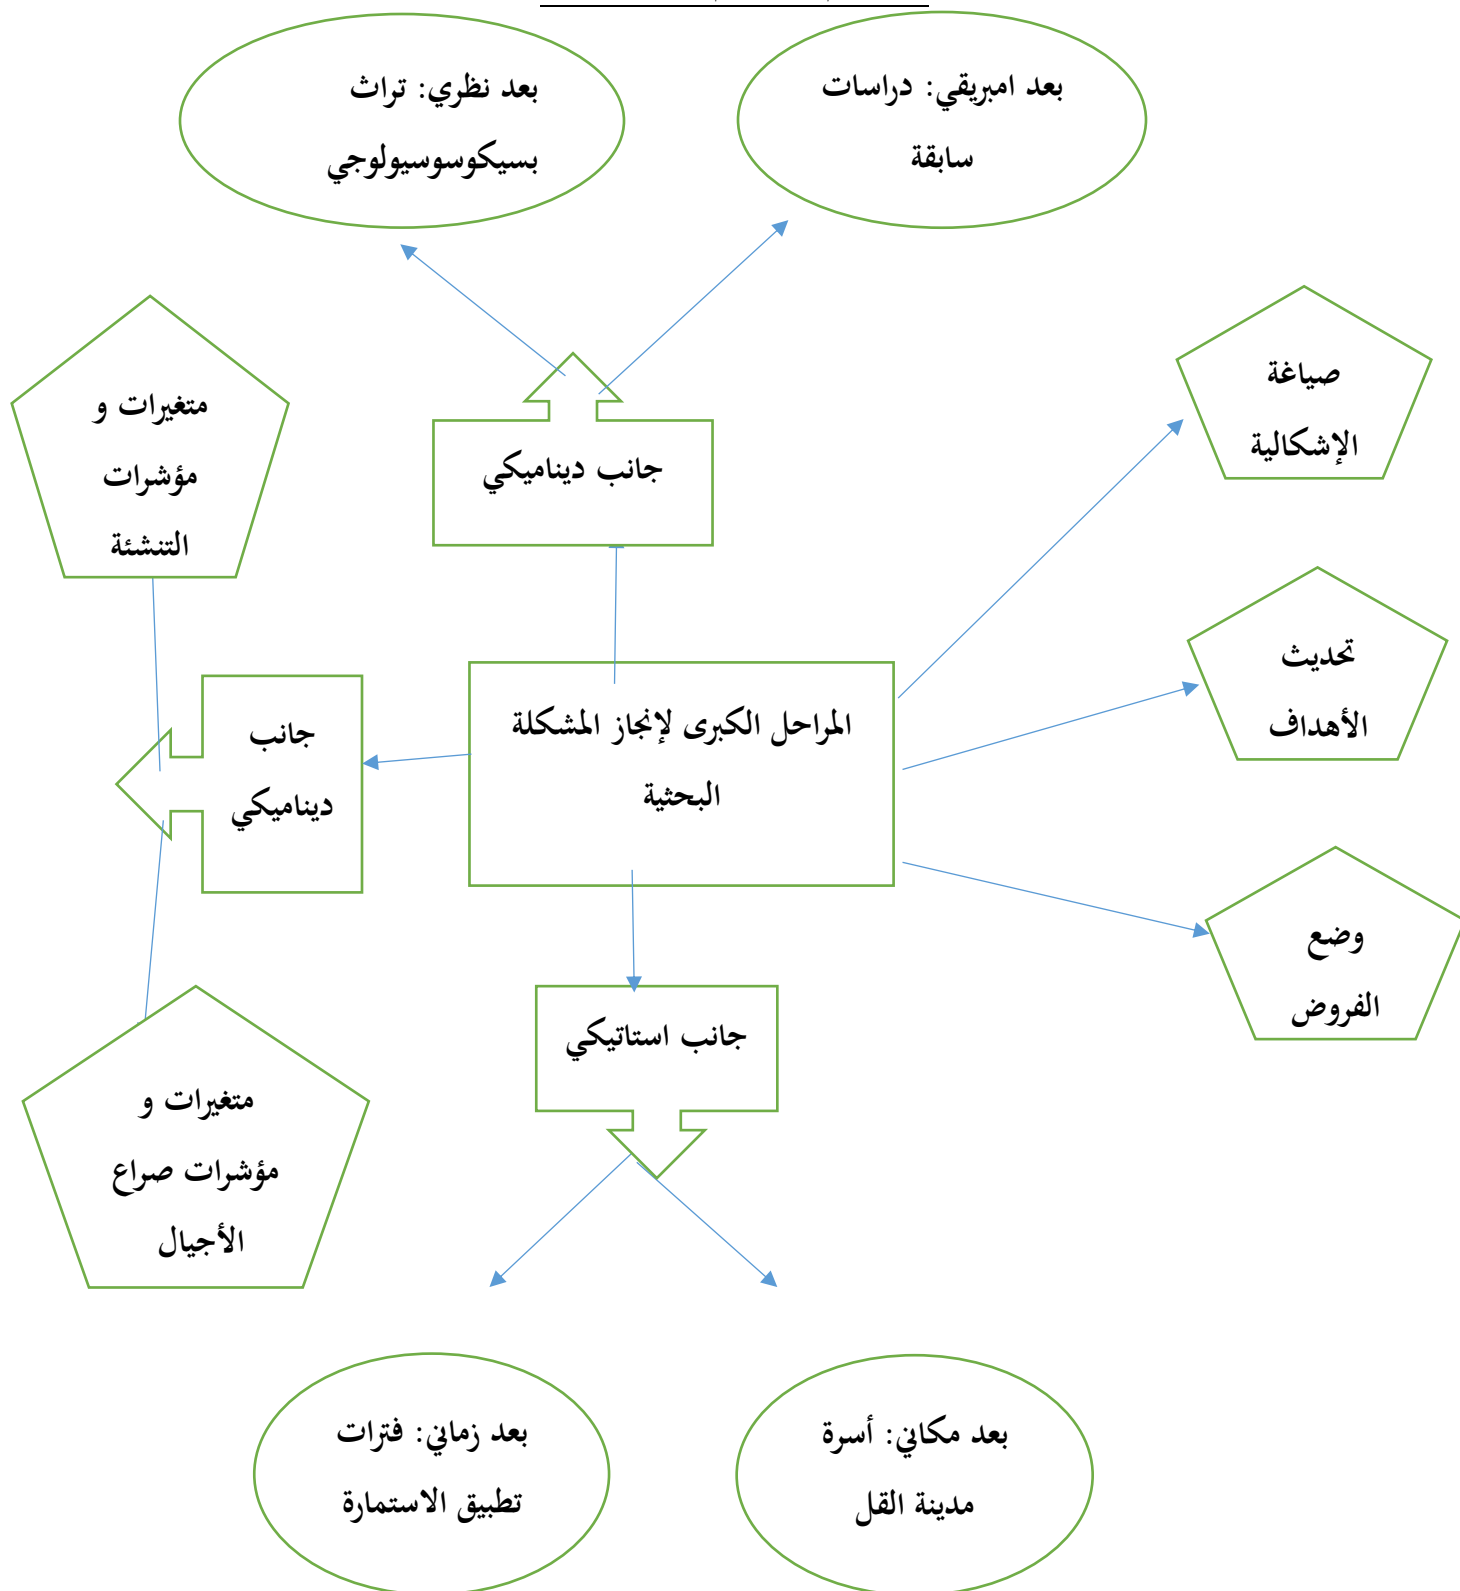 بعد امبريقي: دراسات
سابقة
بعد نظري: تراث
بسيكوسوسيولوجي
صياغة
الإشكالية
جانب ديناميكي
متغيرات و
مؤشرات
التنشئة
تحديث
الأهداف
المراحل الكبرى لإنجاز المشكلة
البحثية
جانب
ديناميكي
وضع
الفروض
جانب استاتيكي
متغيرات و
مؤشرات صراع
الأجيال
بعد مكاني: أسرة
مدينة القل
بعد زماني: فترات
تطبيق الاستمارة